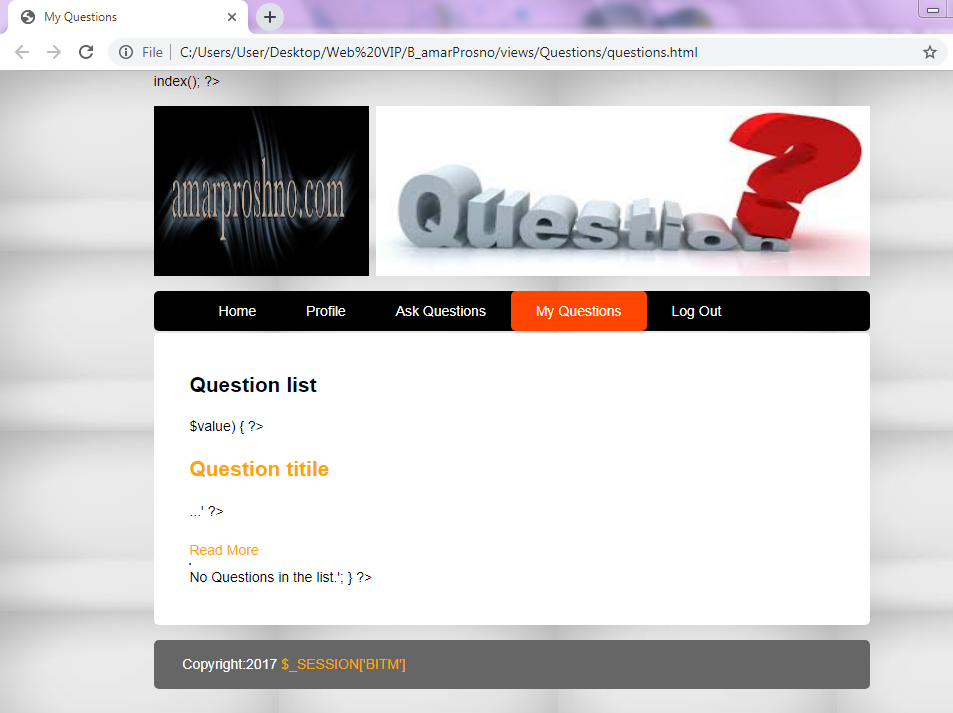 My Questions
File C:/Users/User/Desktop/Web%20VIP/B_amarProsno/views/Questions/questions.html
index(); ?>
amarproshno.com
Question?
Home Profile Ask Questions My Questions Log Out
Question list
$value) { ?>
Question titile
...' ?>
Read More
No Questions in the list.'; } ?>
Copyright:2017 $_SESSION['BITM']